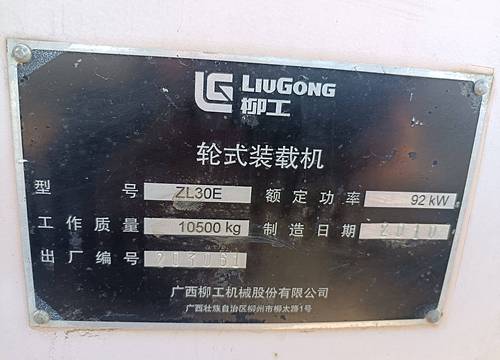 LG LIUGONG
柳工
轮式装载机
型 号 ZL30E 额定功率 92 kW
工作质量 10500 kg 制造日期 2010
出厂编号 203061
广西柳工机械股份有限公司
广西壮族自治区柳州市柳太路1号